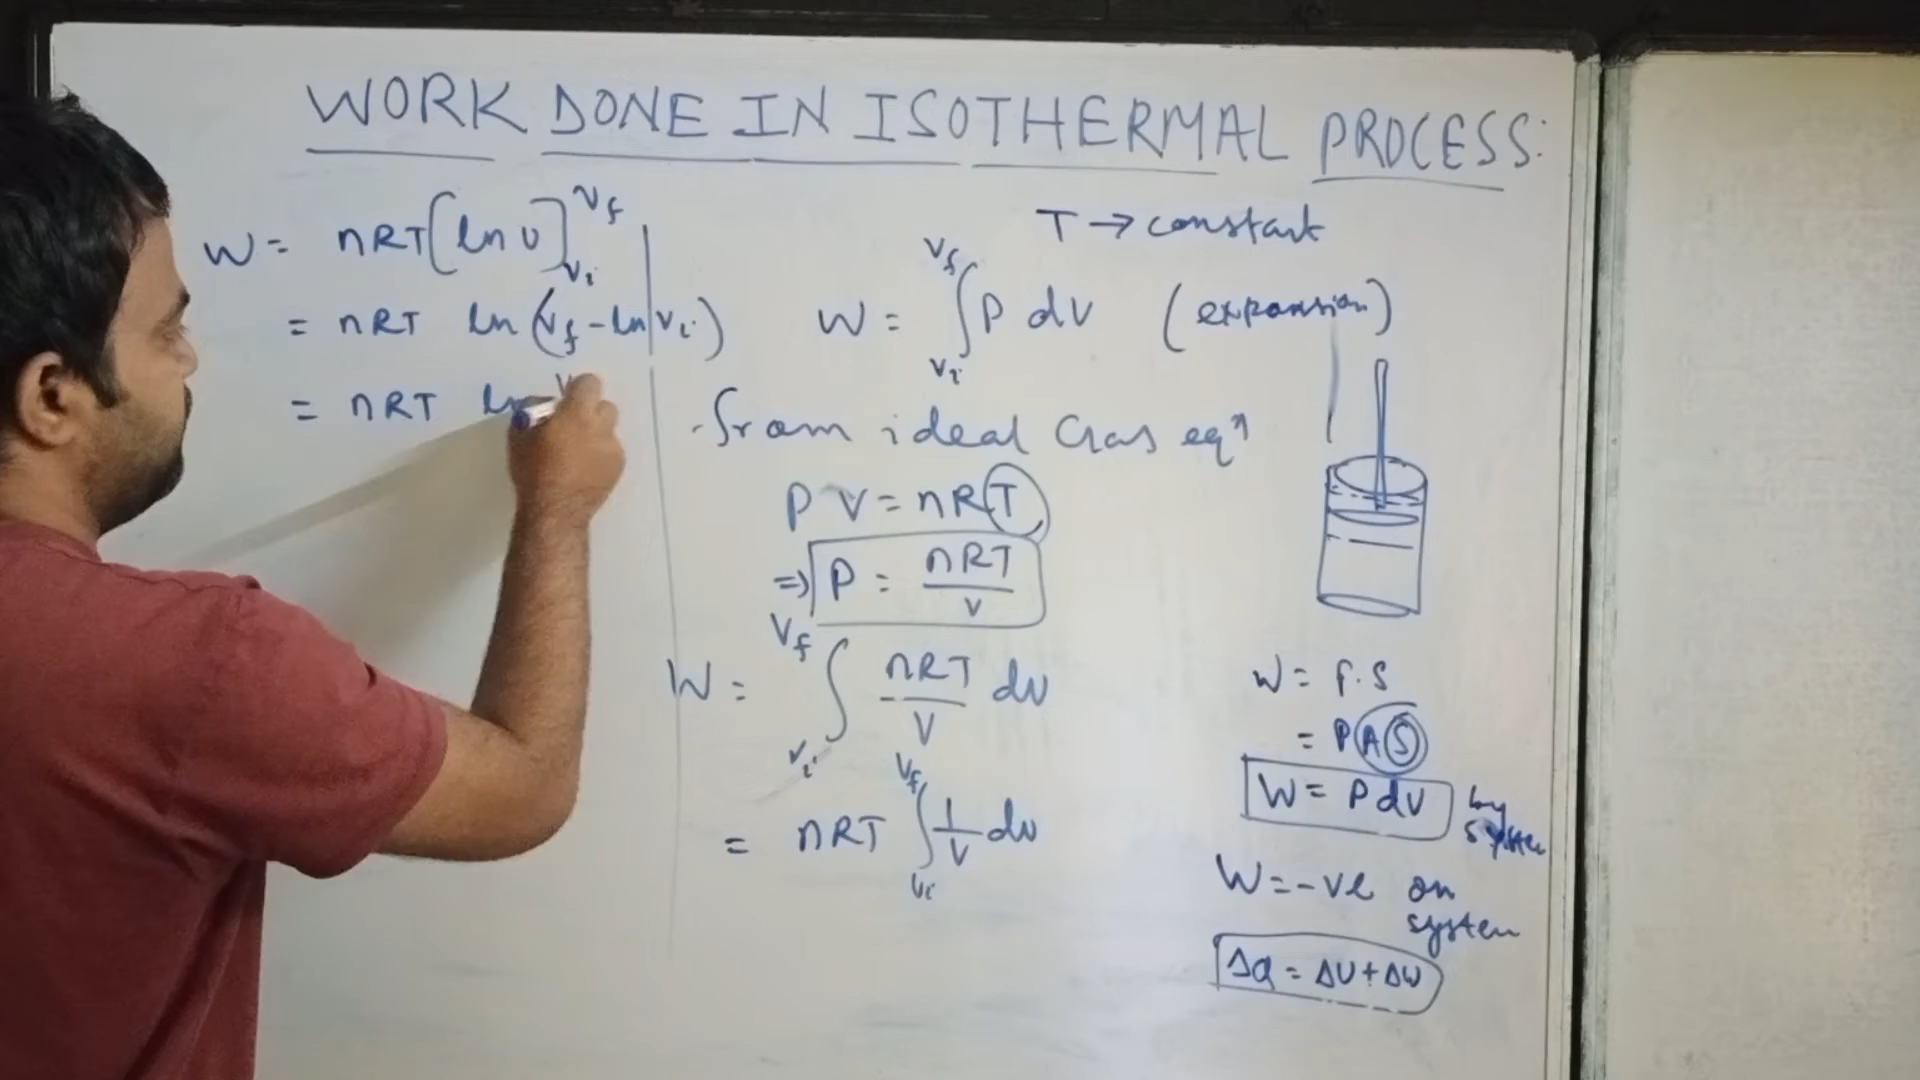 WORK DONE IN ISOTHERMAL PROCESS:
W = nRT[ln v]
Vf
Vi
= nRT ln (Vf - ln Vi)
= nRT ln V
T → constant
W = ∫P dV (expansion)
Vf
Vi
from ideal Gas eqⁿ
P V = nRT
⇒ P = nRT/V
W = ∫ nRT/V dv
Vf
Vi
= nRT ∫ 1/V dv
Vf
Vi
W = F.S
= PAS
W = PdV by system
W = -ve on system
ΔQ = ΔU + ΔW